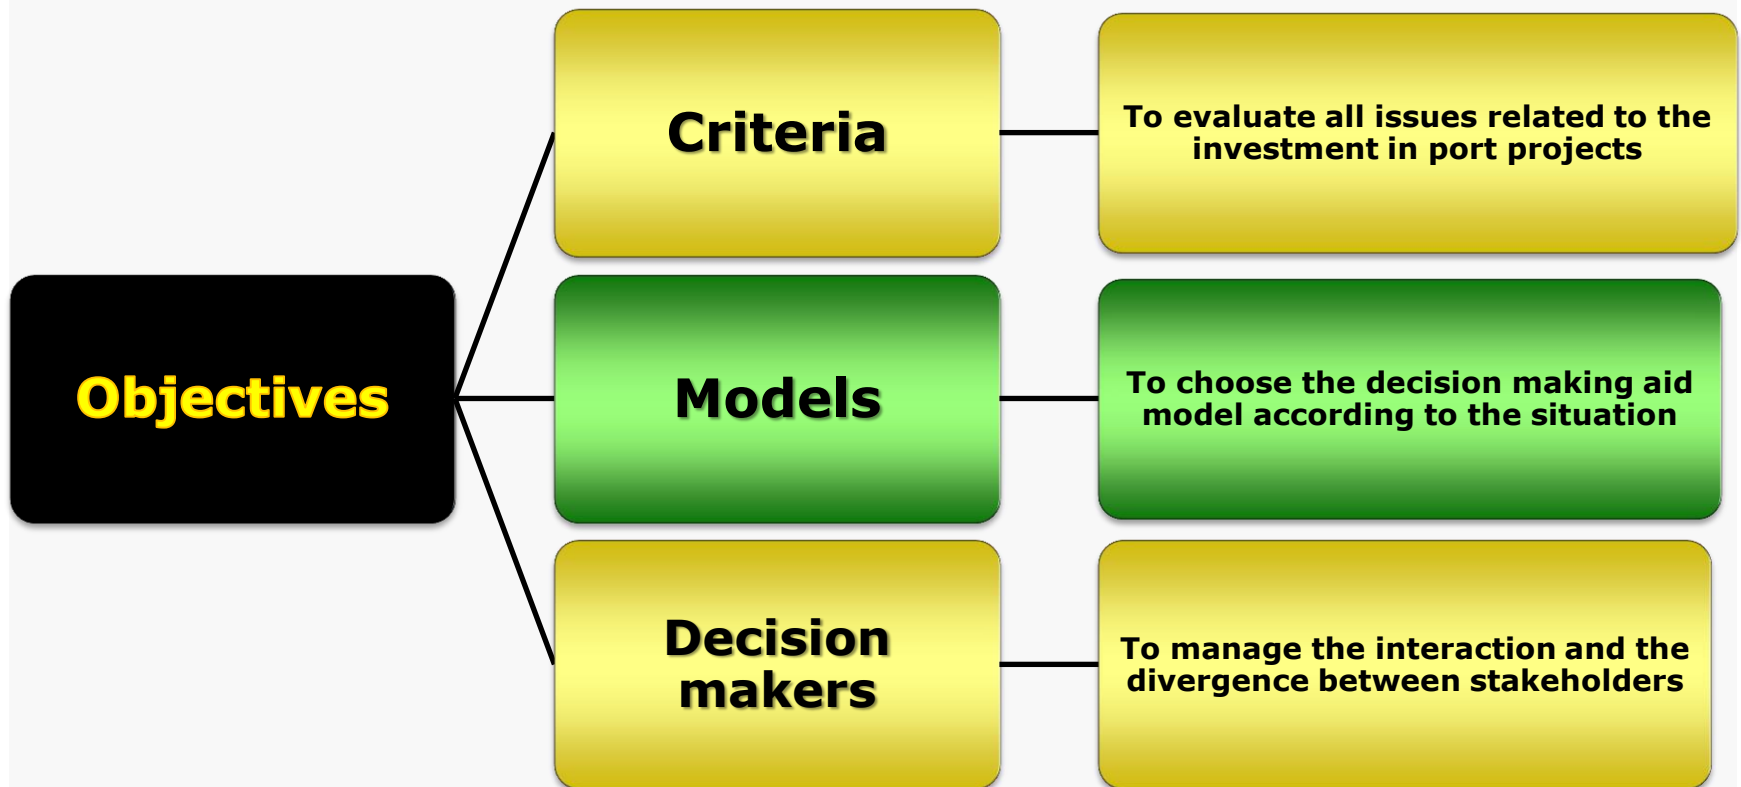 Criteria
To evaluate all issues related to the
investment in port projects
Objectives
Models
To choose the decision making aid
model according to the situation
Decision
makers
To manage the interaction and the
divergence between stakeholders